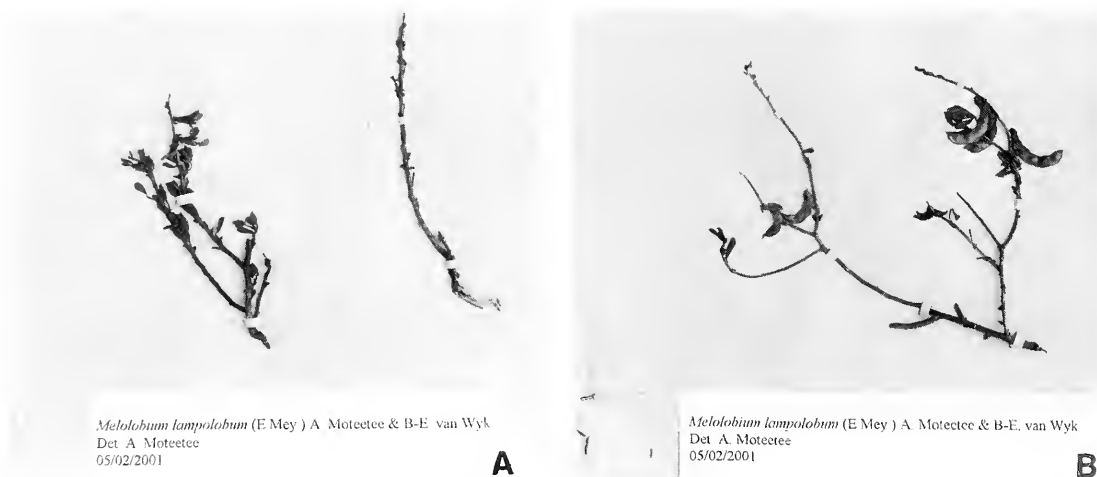 Melolobium lampolobum (E Mey ) A Moteetee & B-E van Wyk
Det A Moteetee
05/02/2001
A
Melolobium lampolobum (E Mey ) A. Moteetee & B-E. van Wyk
Det A. Moteetee
05/02/2001
B